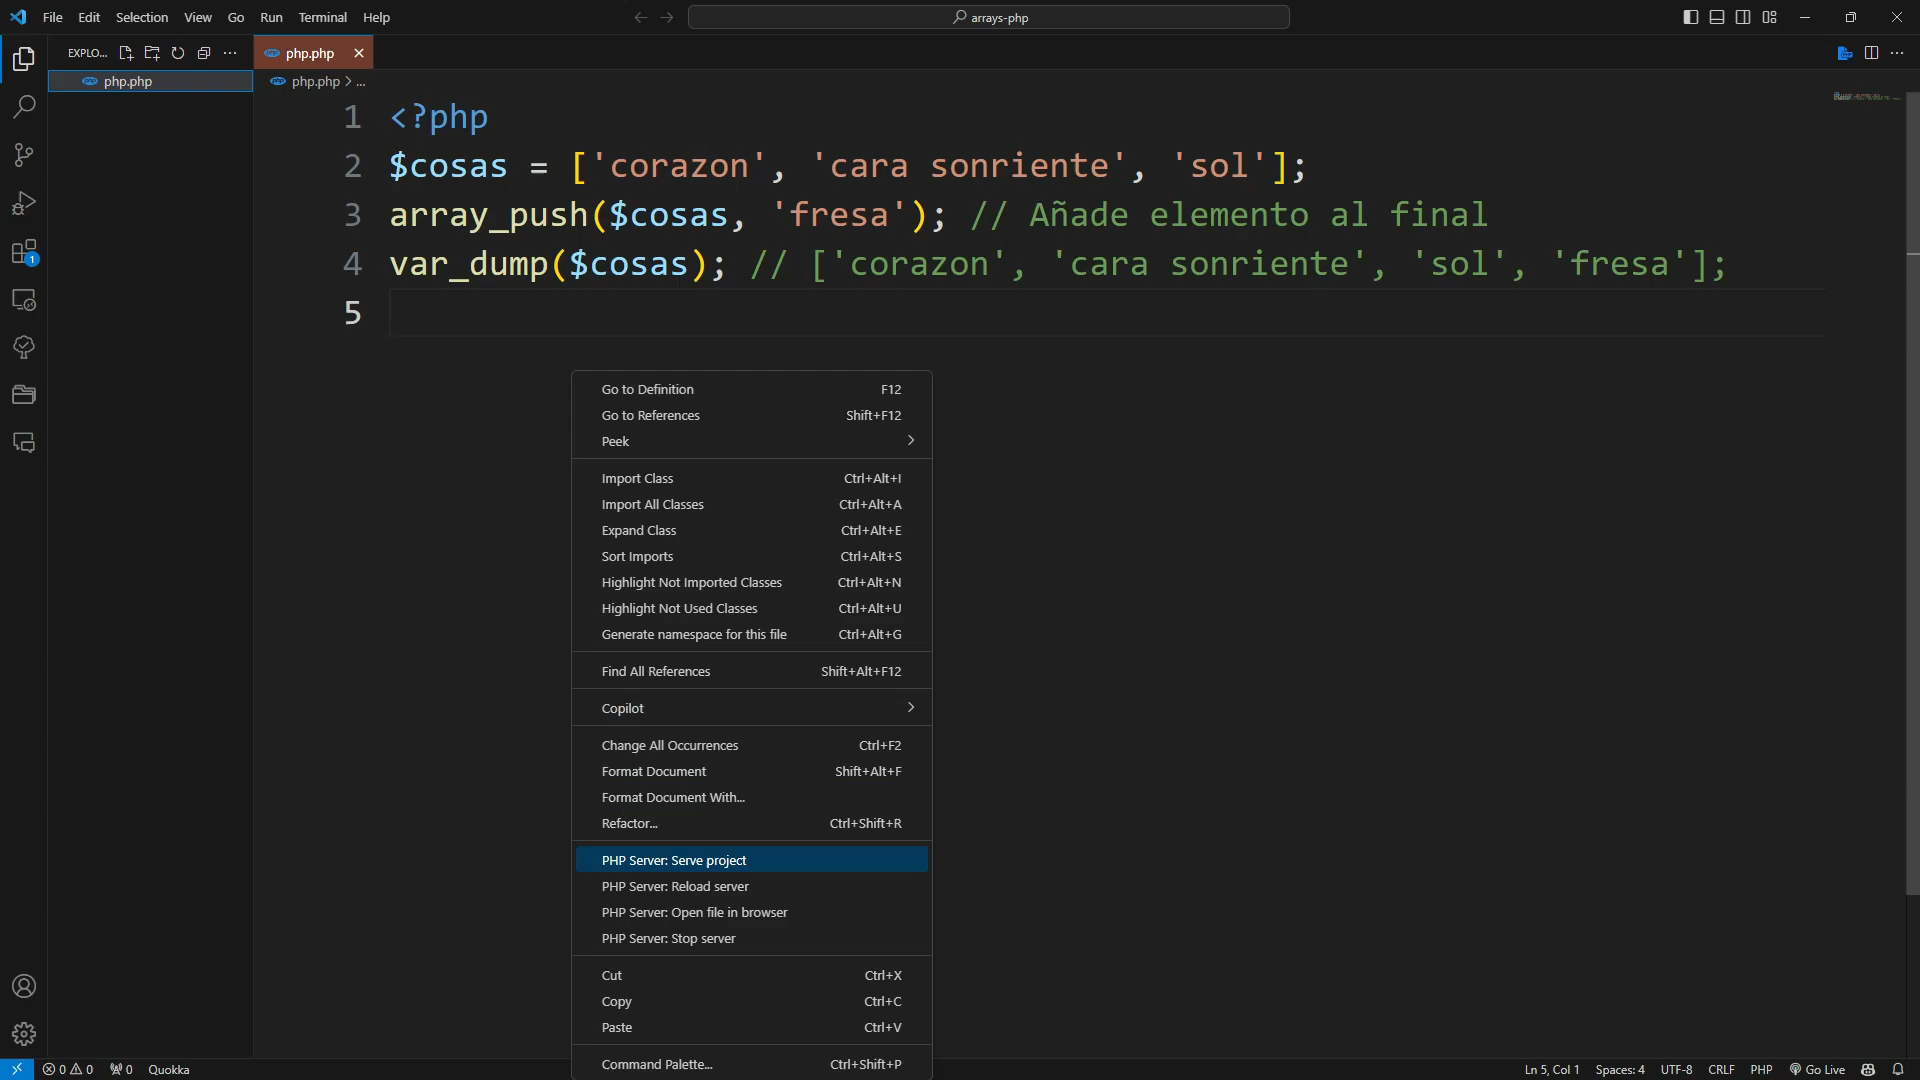 File Edit Selection View Go Run Terminal Help
arrays-php
EXPLO...
php.php
php.php
php.php > ...
1 <?php
2 $cosas = ['corazon', 'cara sonriente', 'sol'];
3 array_push($cosas, 'fresa'); // Añade elemento al final
4 var_dump($cosas); // ['corazon', 'cara sonriente', 'sol', 'fresa'];
5
Go to Definition F12
Go to References Shift+F12
Peek
Import Class Ctrl+Alt+I
Import All Classes Ctrl+Alt+A
Expand Class Ctrl+Alt+E
Sort Imports Ctrl+Alt+S
Highlight Not Imported Classes Ctrl+Alt+N
Highlight Not Used Classes Ctrl+Alt+U
Generate namespace for this file Ctrl+Alt+G
Find All References Shift+Alt+F12
Copilot
Change All Occurrences Ctrl+F2
Format Document Shift+Alt+F
Format Document With...
Refactor... Ctrl+Shift+R
PHP Server: Serve project
PHP Server: Reload server
PHP Server: Open file in browser
PHP Server: Stop server
Cut Ctrl+X
Copy Ctrl+C
Paste Ctrl+V
Command Palette... Ctrl+Shift+P
1
0 0 0 Quokka
Ln 5, Col 1 Spaces: 4 UTF-8 CRLF PHP Go Live